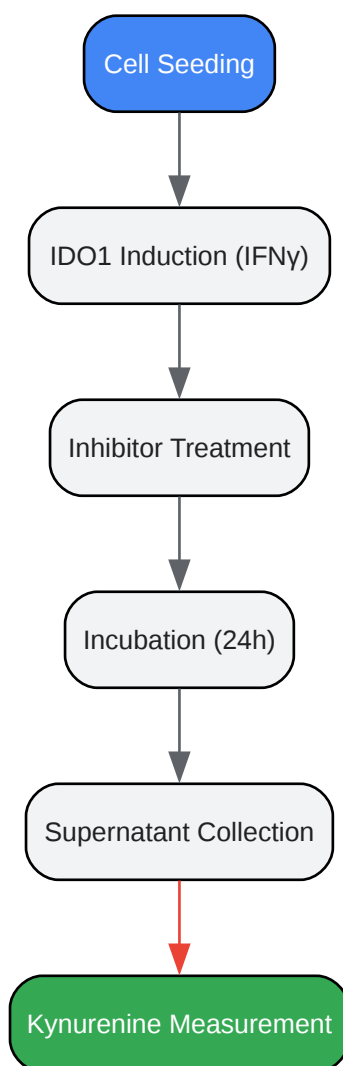 Cell Seeding
IDO1 Induction (IFNγ)
Inhibitor Treatment
Incubation (24h)
Supernatant Collection
Kynurenine Measurement